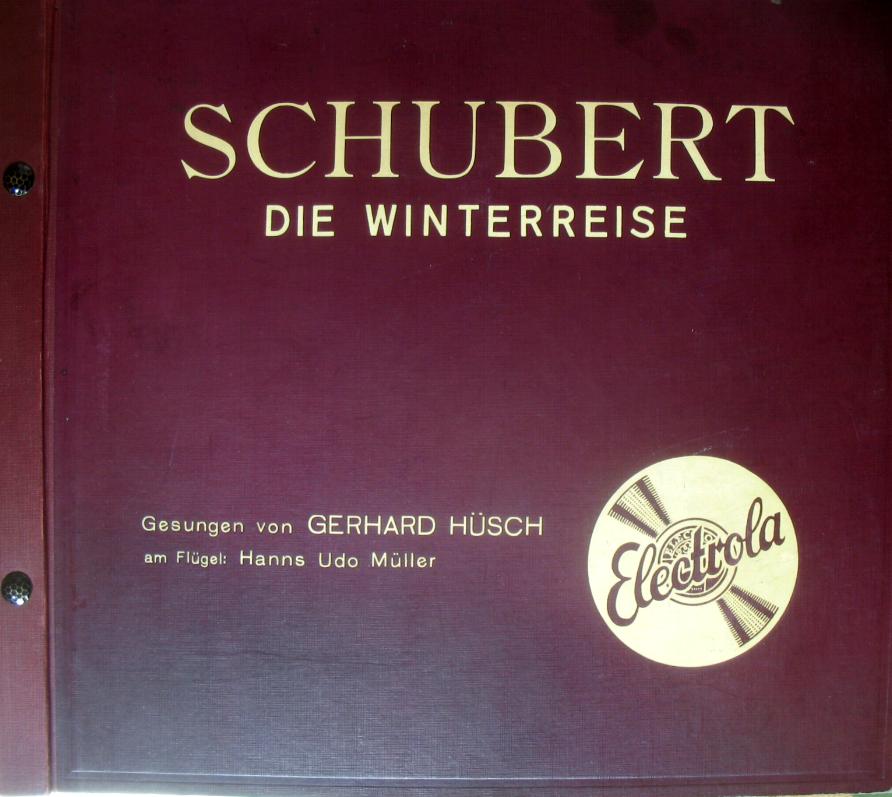 SCHUBERT
DIE WINTERREISE
Gesungen von GERHARD HÜSCH
am Flügel: Hanns Udo Müller
Electrola